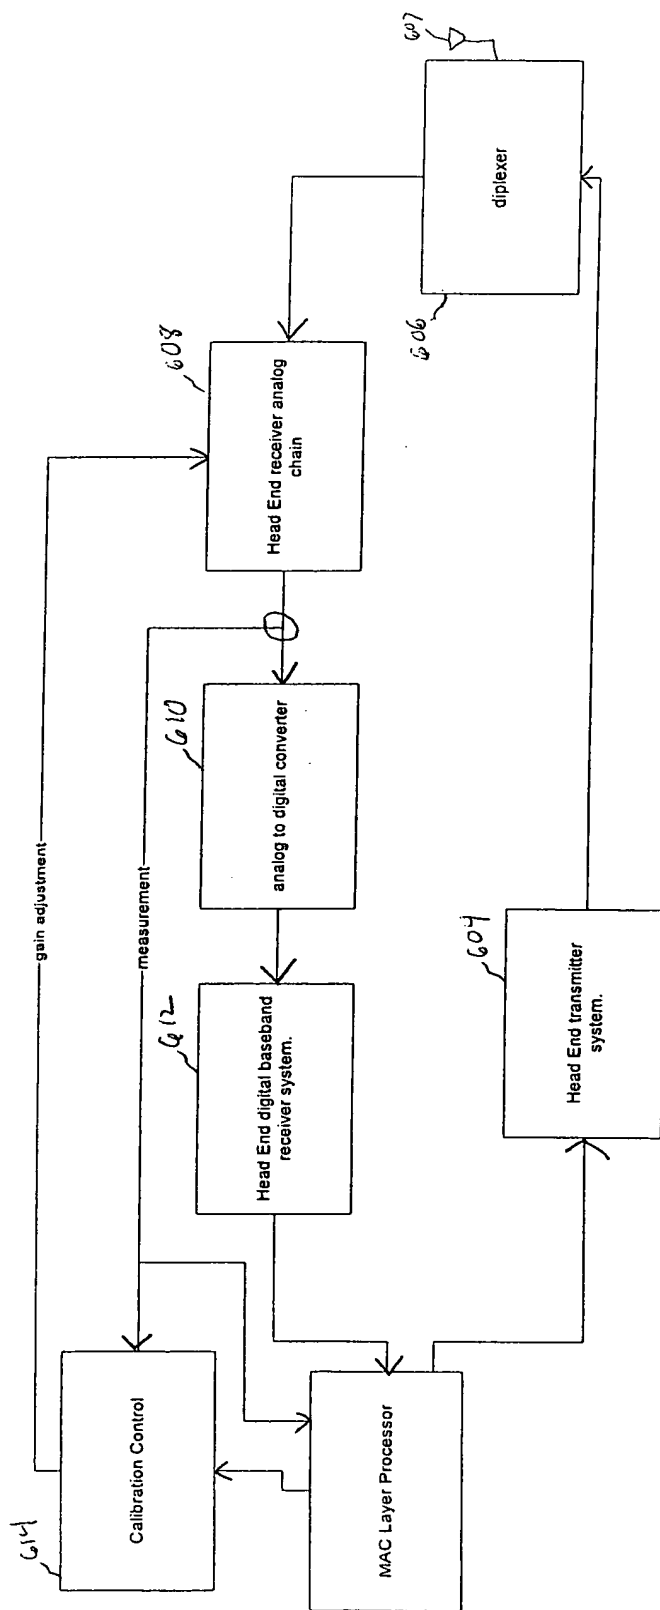 614
Calibration Control
gain adjustment
measurement
MAC Layer Processor
612
Head End digital baseband
receiver system.
610
analog to digital converter
608
Head End receiver analog
chain
604
Head End transmitter
system.
606
diplexer
607